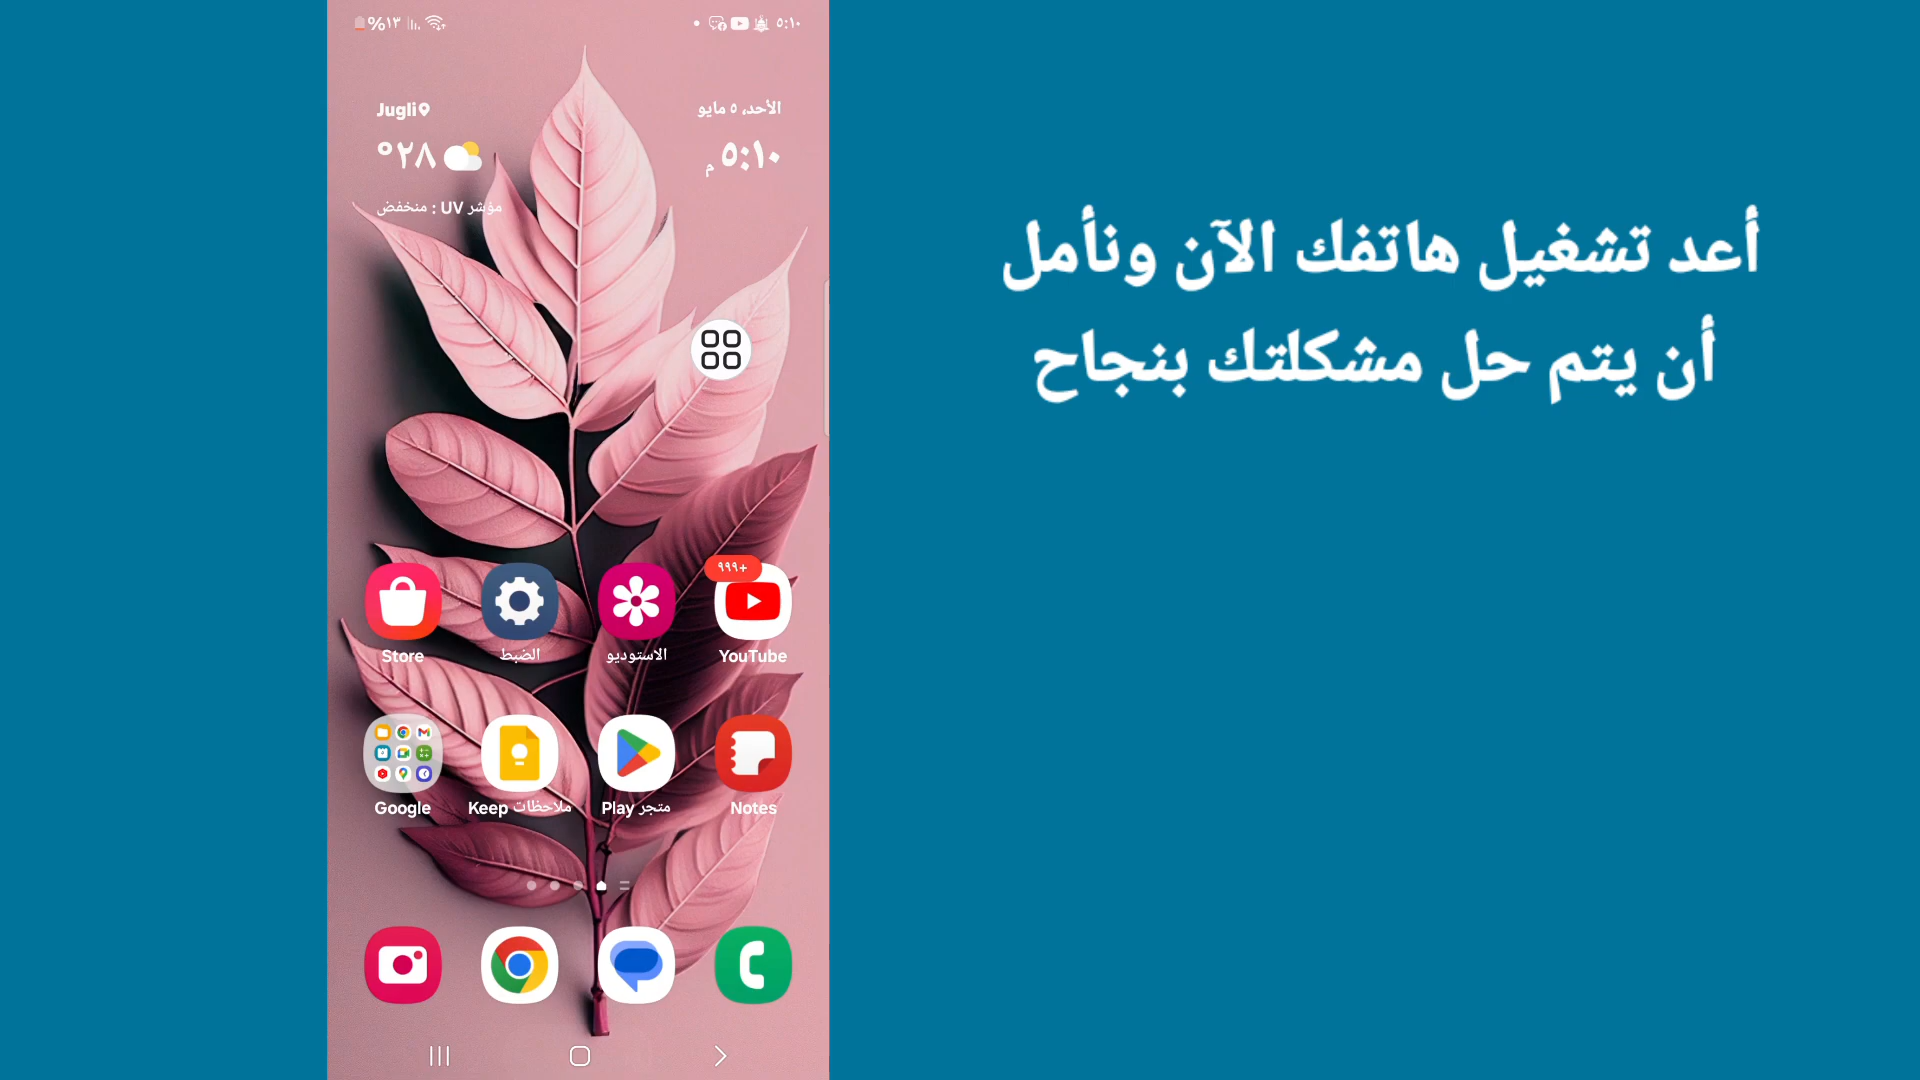 ٥:١٠
%١٣
الأحد، ٥ مايو
Jugli
٥:١٠ م
°٢٨
مؤشر UV : منخفض
أعد تشغيل هاتفك الآن ونأمل
أن يتم حل مشكلتك بنجاح
+٩٩٩
YouTube
الاستوديو
الضبط
Store
Notes
متجر Play
ملاحظات Keep
Google